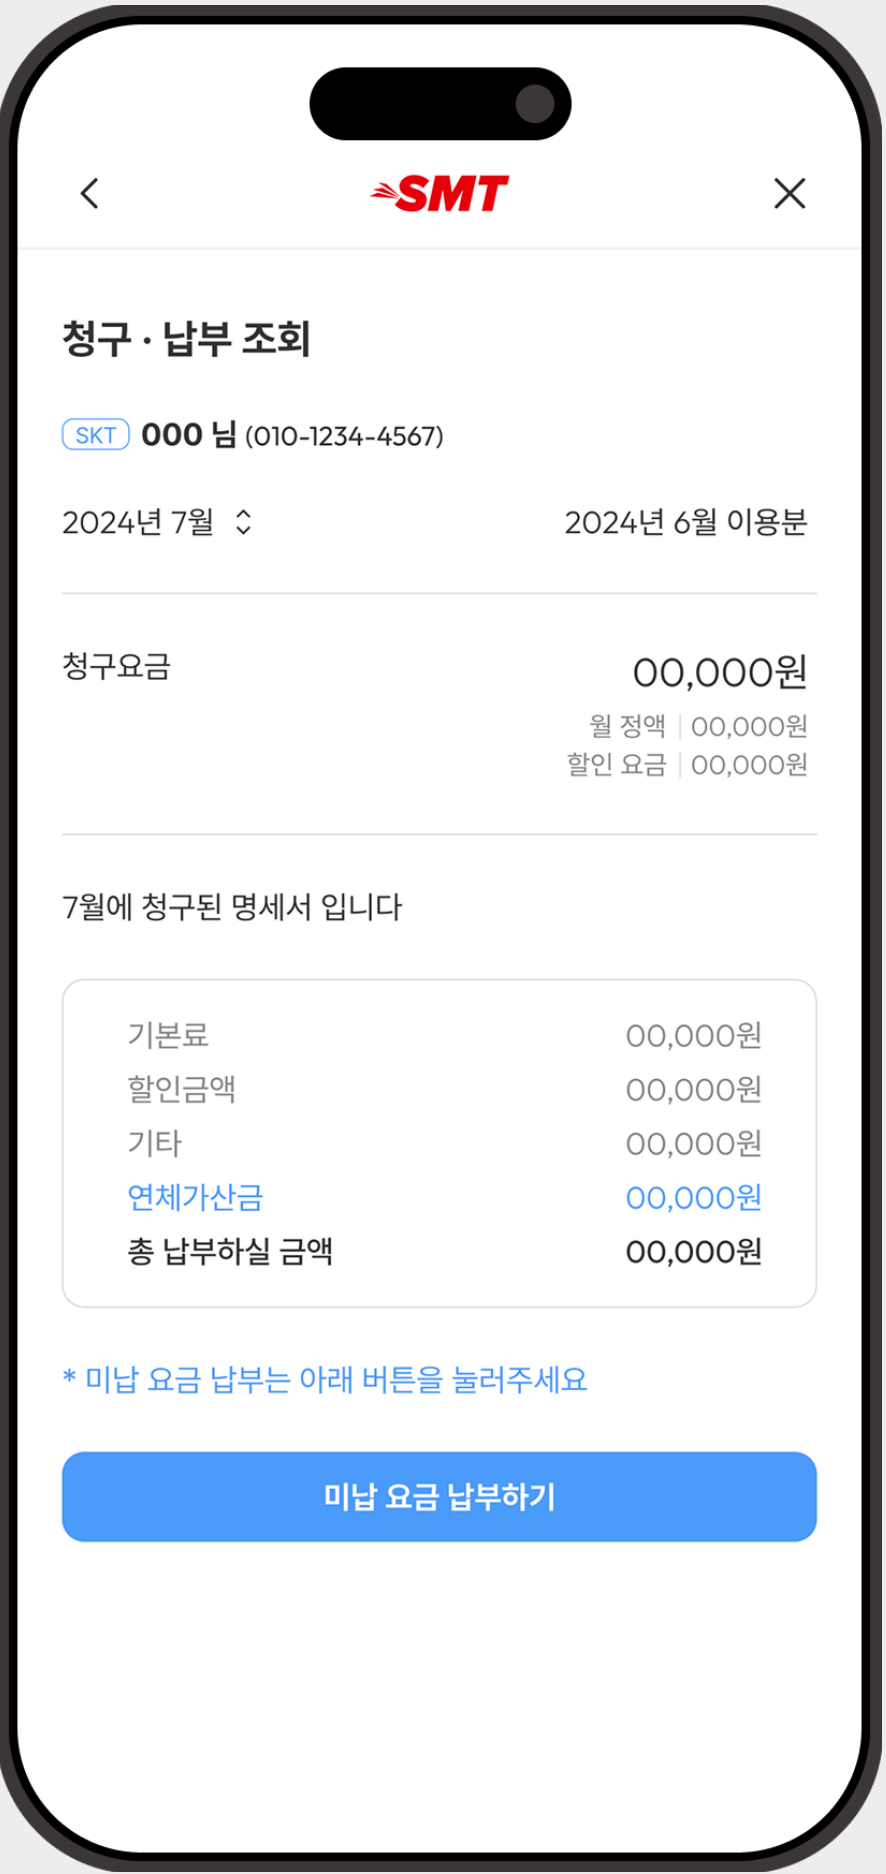 SMT
청구 · 납부 조회
SKT 000 님 (010-1234-4567)
2024년 7월 2024년 6월 이용분
청구요금 00,000원
월 정액 | 00,000원
할인 요금 | 00,000원
7월에 청구된 명세서 입니다
기본료 00,000원
할인금액 00,000원
기타 00,000원
연체가산금 00,000원
총 납부하실 금액 00,000원
* 미납 요금 납부는 아래 버튼을 눌러주세요
미납 요금 납부하기